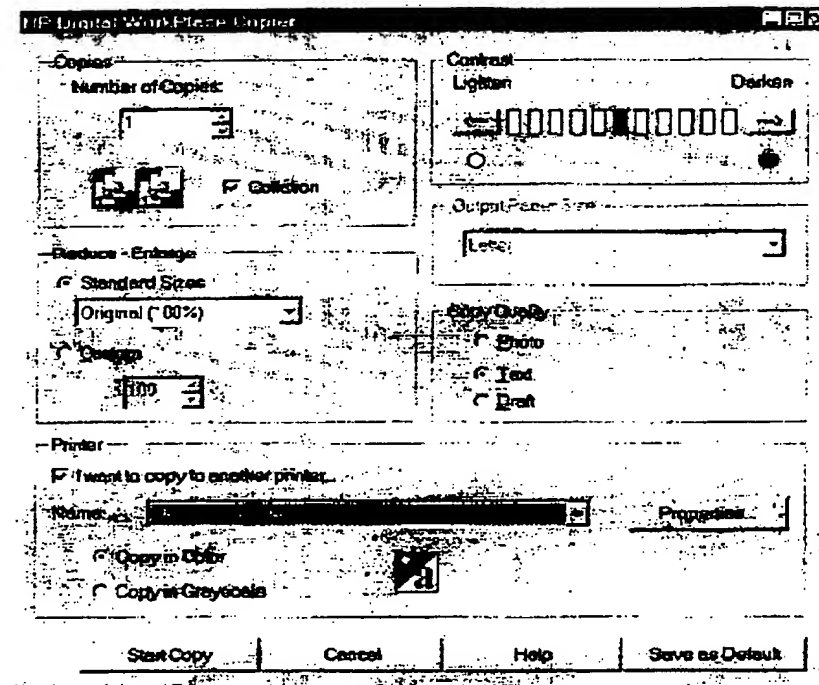 HP Digital WorkPlace Copier
Copies
Number of Copies:
1
Collation
Contrast
Lighten Darken
Output Paper Size
Letter
Reduce - Enlarge
Standard Sizes
Original (100%)
Custom
100
Copy Quality
Photo
Text
Draft
Printer
I want to copy to another printer...
Name:
Properties...
Copy in Color
Copy in Grayscale
a
Start Copy Cancel Help Save as Default